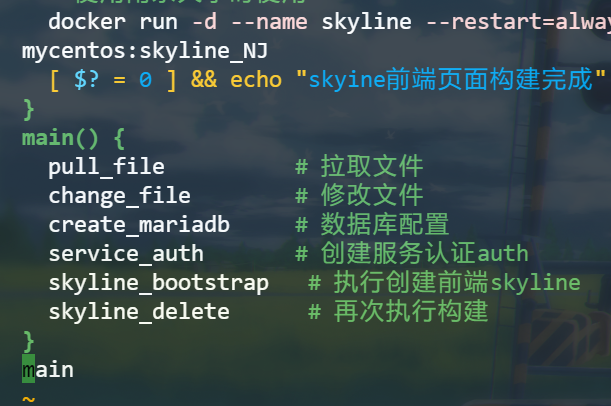 docker run -d --name skyline --restart=alway
mycentos:skyline_NJ
[ $? = 0 ] && echo "skyine前端页面构建完成"
}
main() {
pull_file # 拉取文件
change_file # 修改文件
create_mariadb # 数据库配置
service_auth # 创建服务认证auth
skyline_bootstrap # 执行创建前端skyline
skyline_delete # 再次执行构建
}
main
~